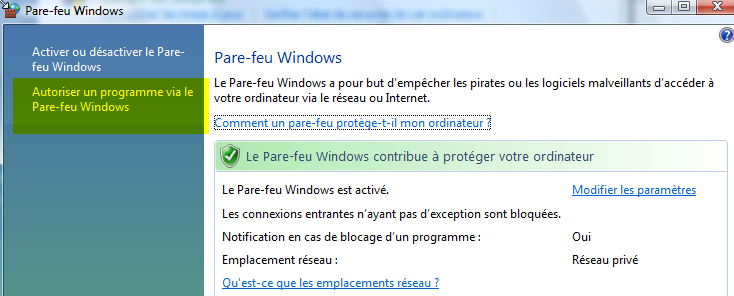 Pare-feu Windows
Activer ou désactiver le Pare-
feu Windows
Autoriser un programme via le
Pare-feu Windows
Pare-feu Windows
Le Pare-feu Windows a pour but d'empêcher les pirates ou les logiciels malveillants d'accéder à
votre ordinateur via le réseau ou Internet.
Comment un pare-feu protège-t-il mon ordinateur ?
Le Pare-feu Windows contribue à protéger votre ordinateur
Le Pare-feu Windows est activé. Modifier les paramètres
Les connexions entrantes n'ayant pas d'exception sont bloquées.
Notification en cas de blocage d'un programme : Oui
Emplacement réseau : Réseau privé
Qu'est-ce que les emplacements réseau ?